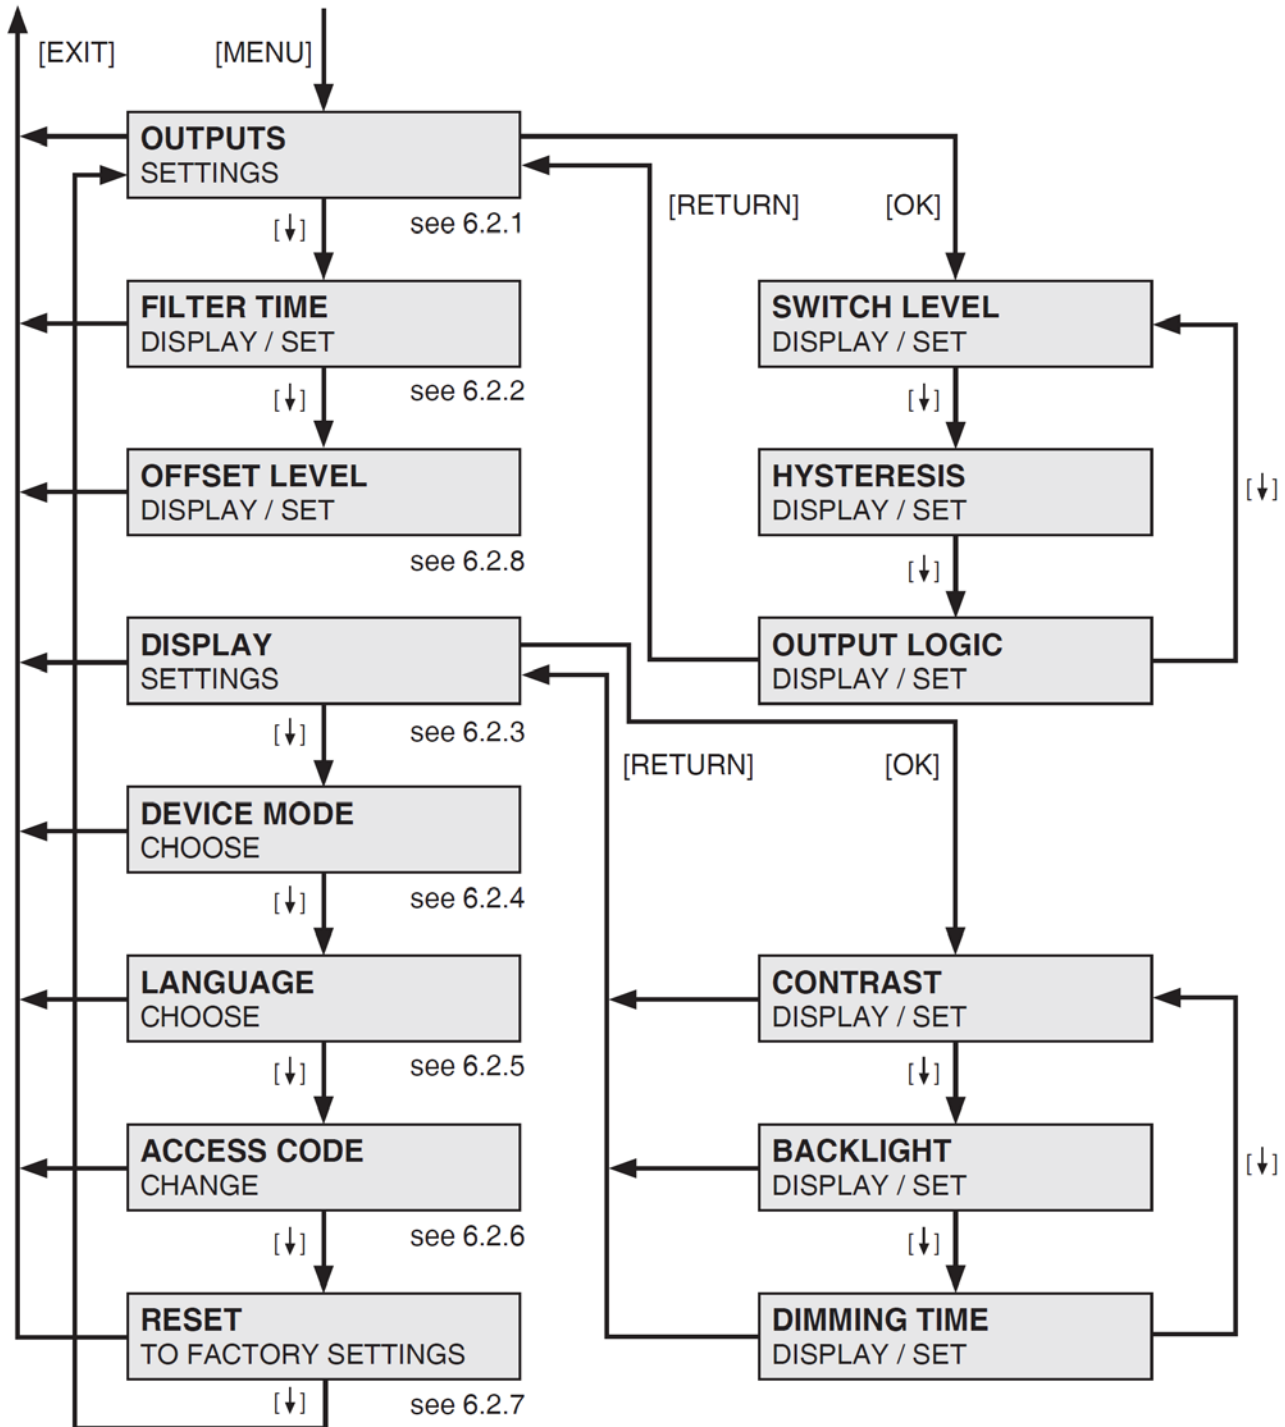 [EXIT]
[MENU]
OUTPUTS
SETTINGS
[↓]
see 6.2.1
FILTER TIME
DISPLAY / SET
[↓]
see 6.2.2
OFFSET LEVEL
DISPLAY / SET
see 6.2.8
DISPLAY
SETTINGS
[↓]
see 6.2.3
DEVICE MODE
CHOOSE
[↓]
see 6.2.4
LANGUAGE
CHOOSE
[↓]
see 6.2.5
ACCESS CODE
CHANGE
[↓]
see 6.2.6
RESET
TO FACTORY SETTINGS
[↓]
see 6.2.7
[RETURN]
[OK]
SWITCH LEVEL
DISPLAY / SET
[↓]
HYSTERESIS
DISPLAY / SET
[↓]
[↓]
OUTPUT LOGIC
DISPLAY / SET
[RETURN]
[OK]
CONTRAST
DISPLAY / SET
[↓]
BACKLIGHT
DISPLAY / SET
[↓]
[↓]
DIMMING TIME
DISPLAY / SET